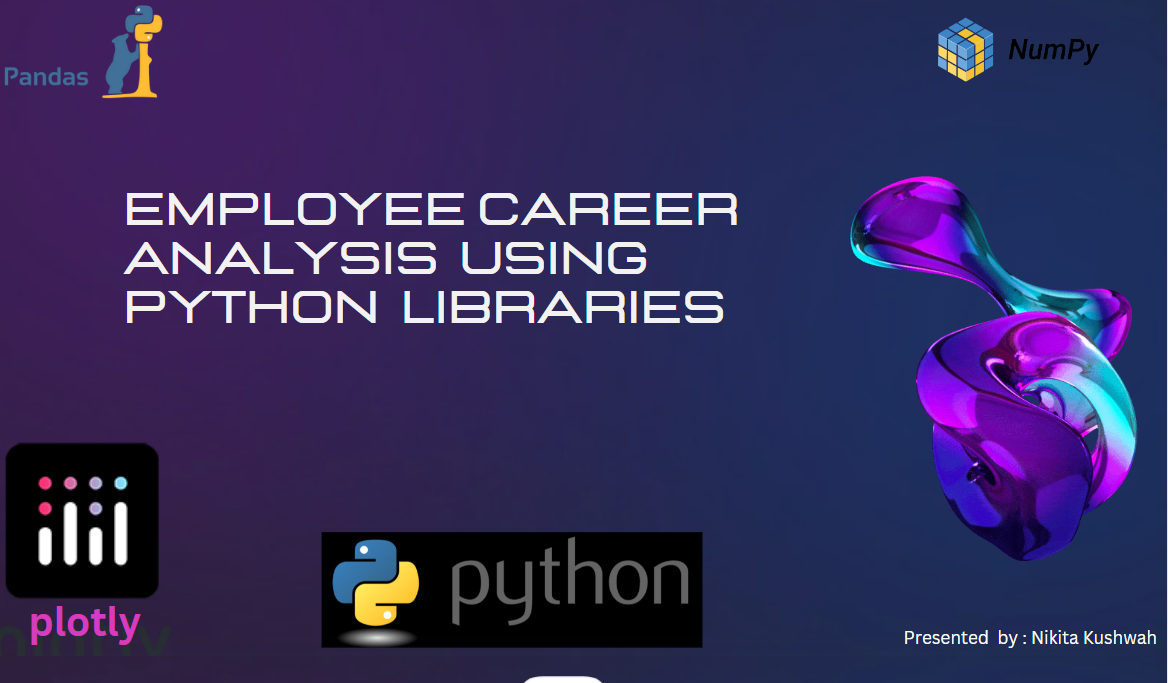 Pandas
NumPy
EMPLOYEE CAREER
ANALYSIS USING
PYTHON LIBRARIES
plotly
python
Presented by : Nikita Kushwah